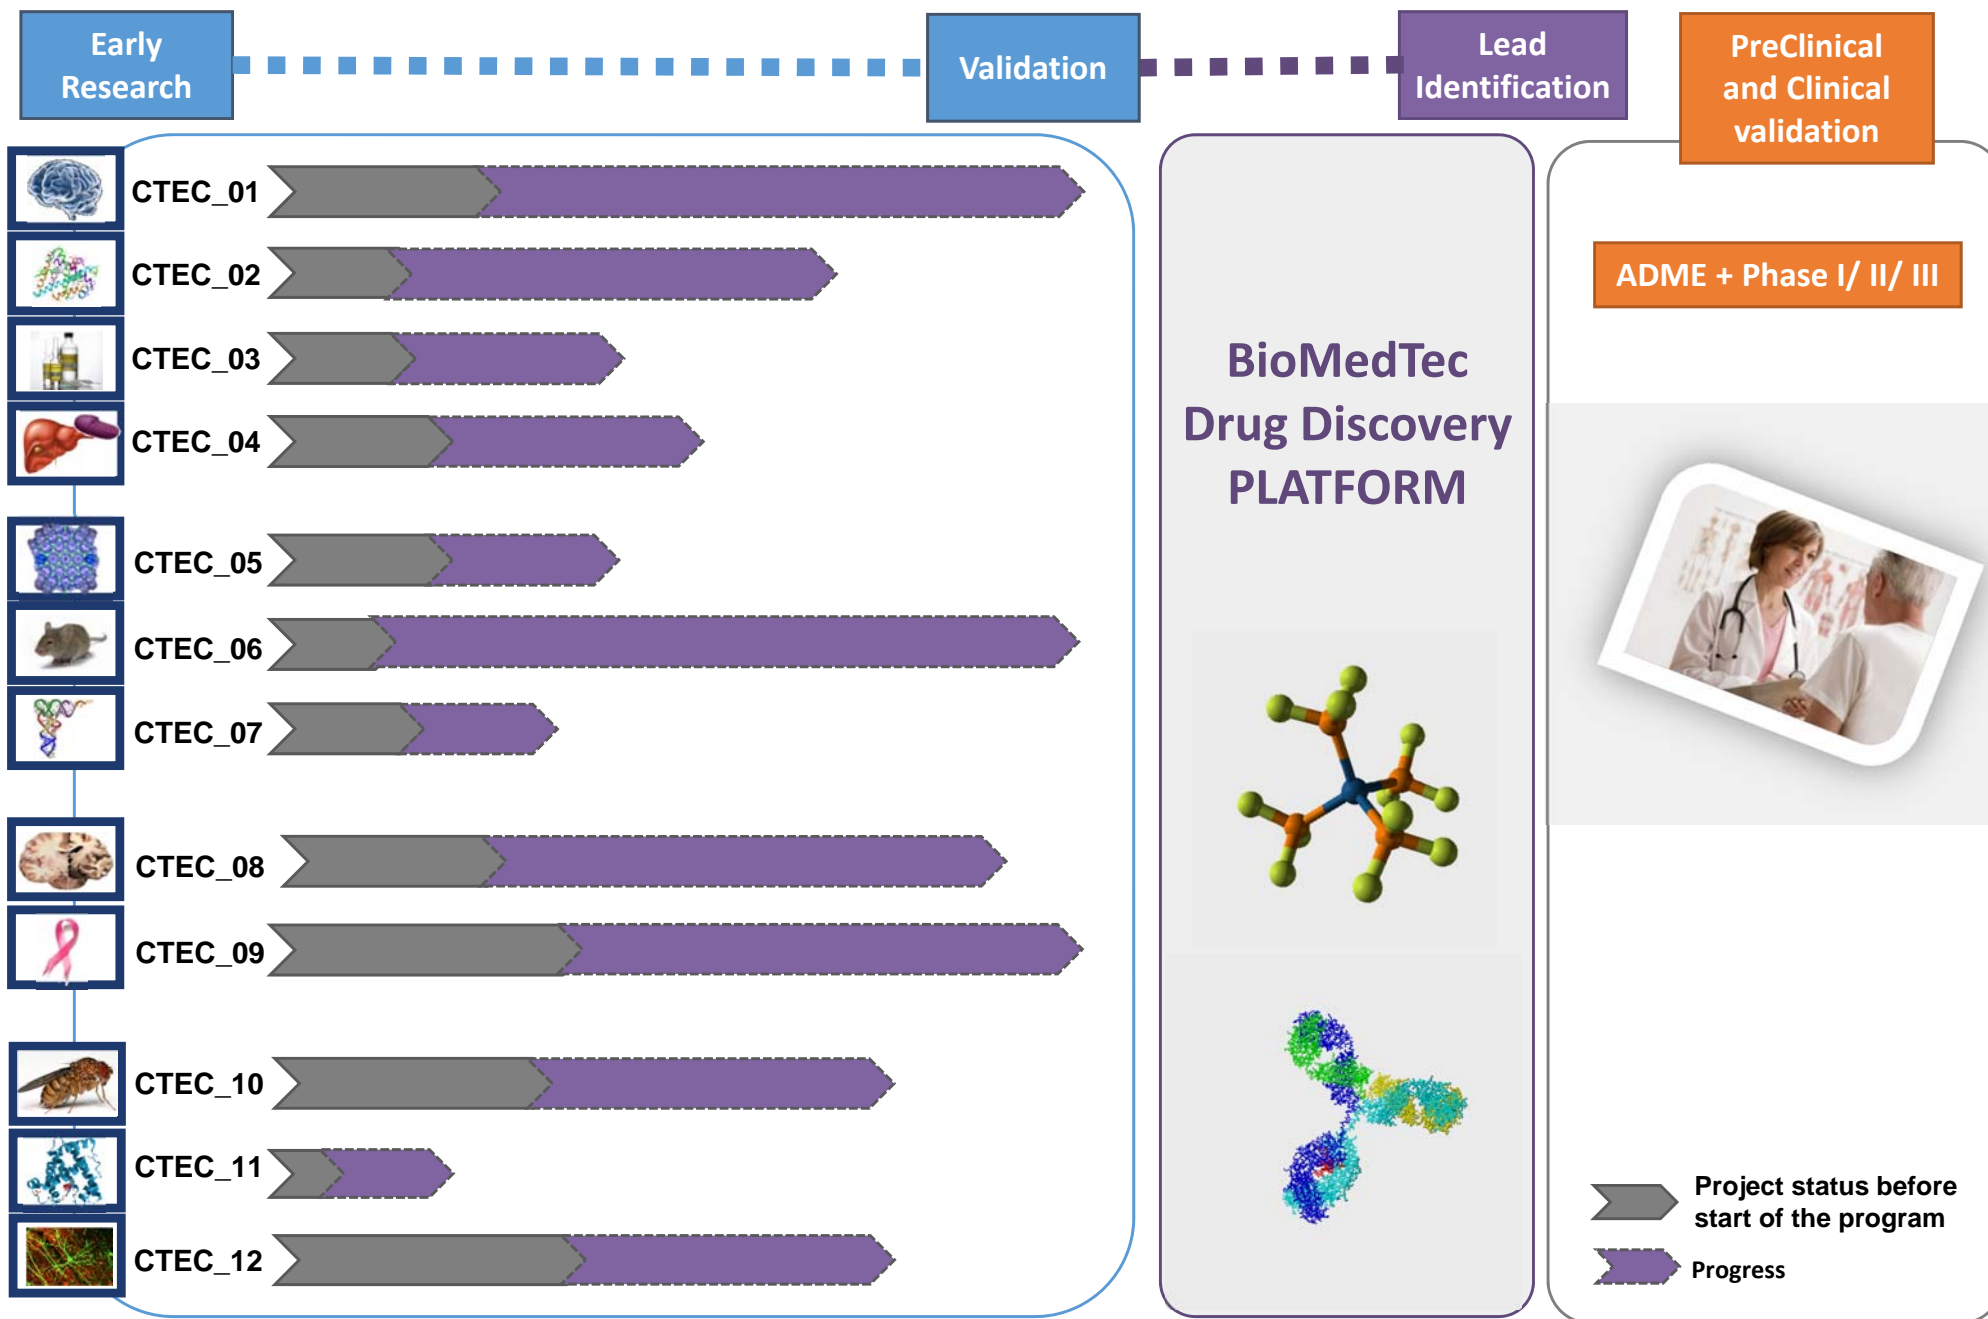 Early
Research
Validation
Lead
Identification
PreClinical
and Clinical
validation
CTEC_01
CTEC_02
CTEC_03
CTEC_04
CTEC_05
CTEC_06
CTEC_07
CTEC_08
CTEC_09
CTEC_10
CTEC_11
CTEC_12
BioMedTec
Drug Discovery
PLATFORM
ADME + Phase I/ II/ III
Project status before
start of the program
Progress